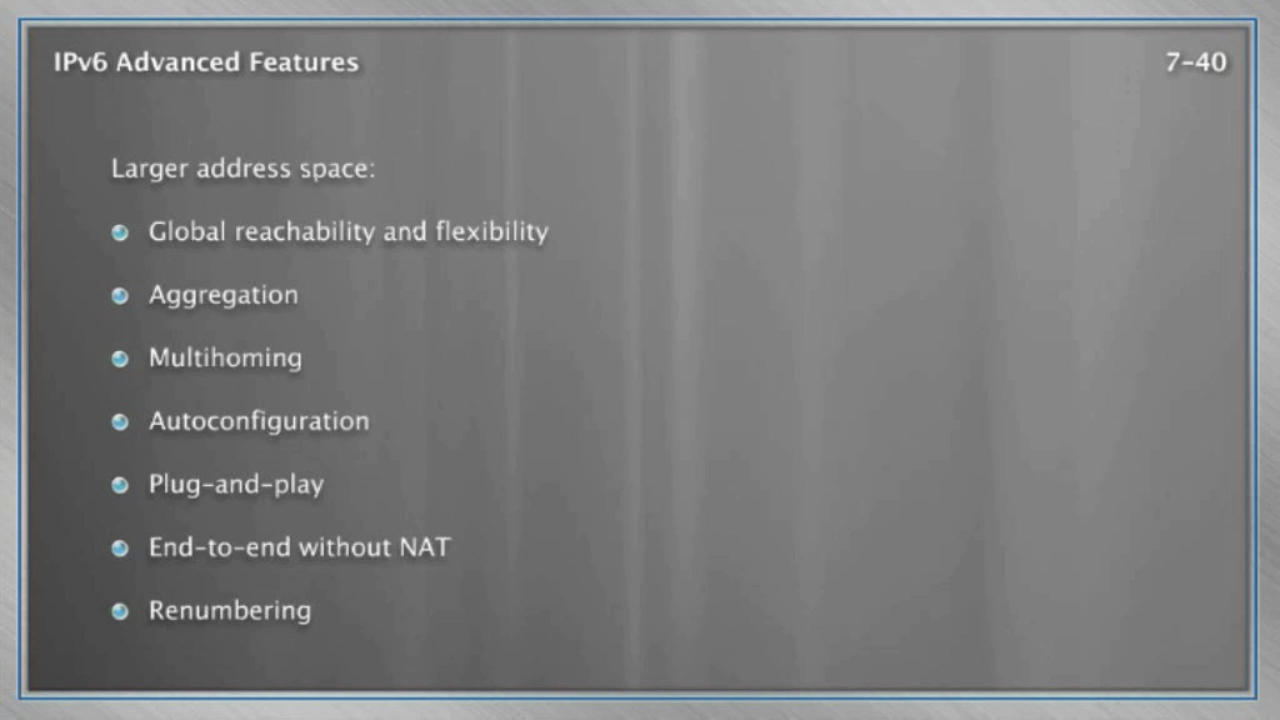 IPv6 Advanced Features
7-40
Larger address space:
Global reachability and flexibility
Aggregation
Multihoming
Autoconfiguration
Plug-and-play
End-to-end without NAT
Renumbering